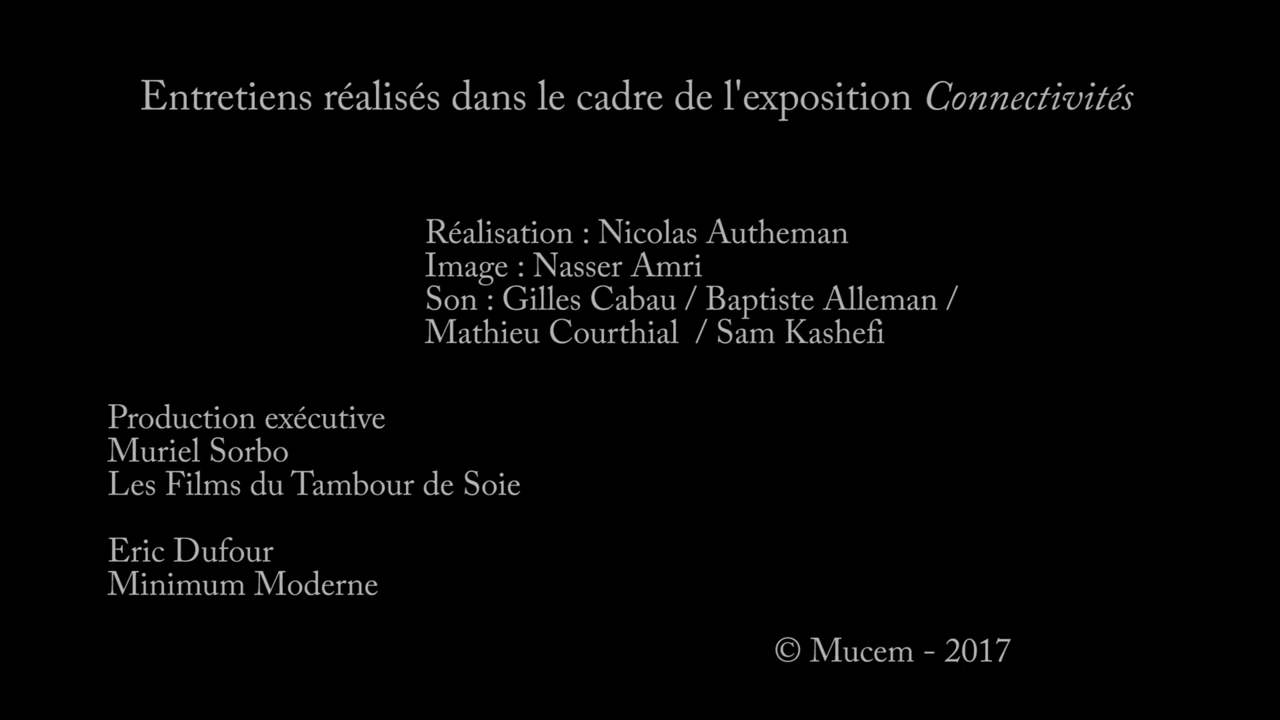 Entretiens réalisés dans le cadre de l'exposition Connectivités
Réalisation : Nicolas Autheman
Image : Nasser Amri
Son : Gilles Cabau / Baptiste Alleman /
Mathieu Courthial / Sam Kashefi
Production exécutive
Muriel Sorbo
Les Films du Tambour de Soie
Eric Dufour
Minimum Moderne
© Mucem - 2017